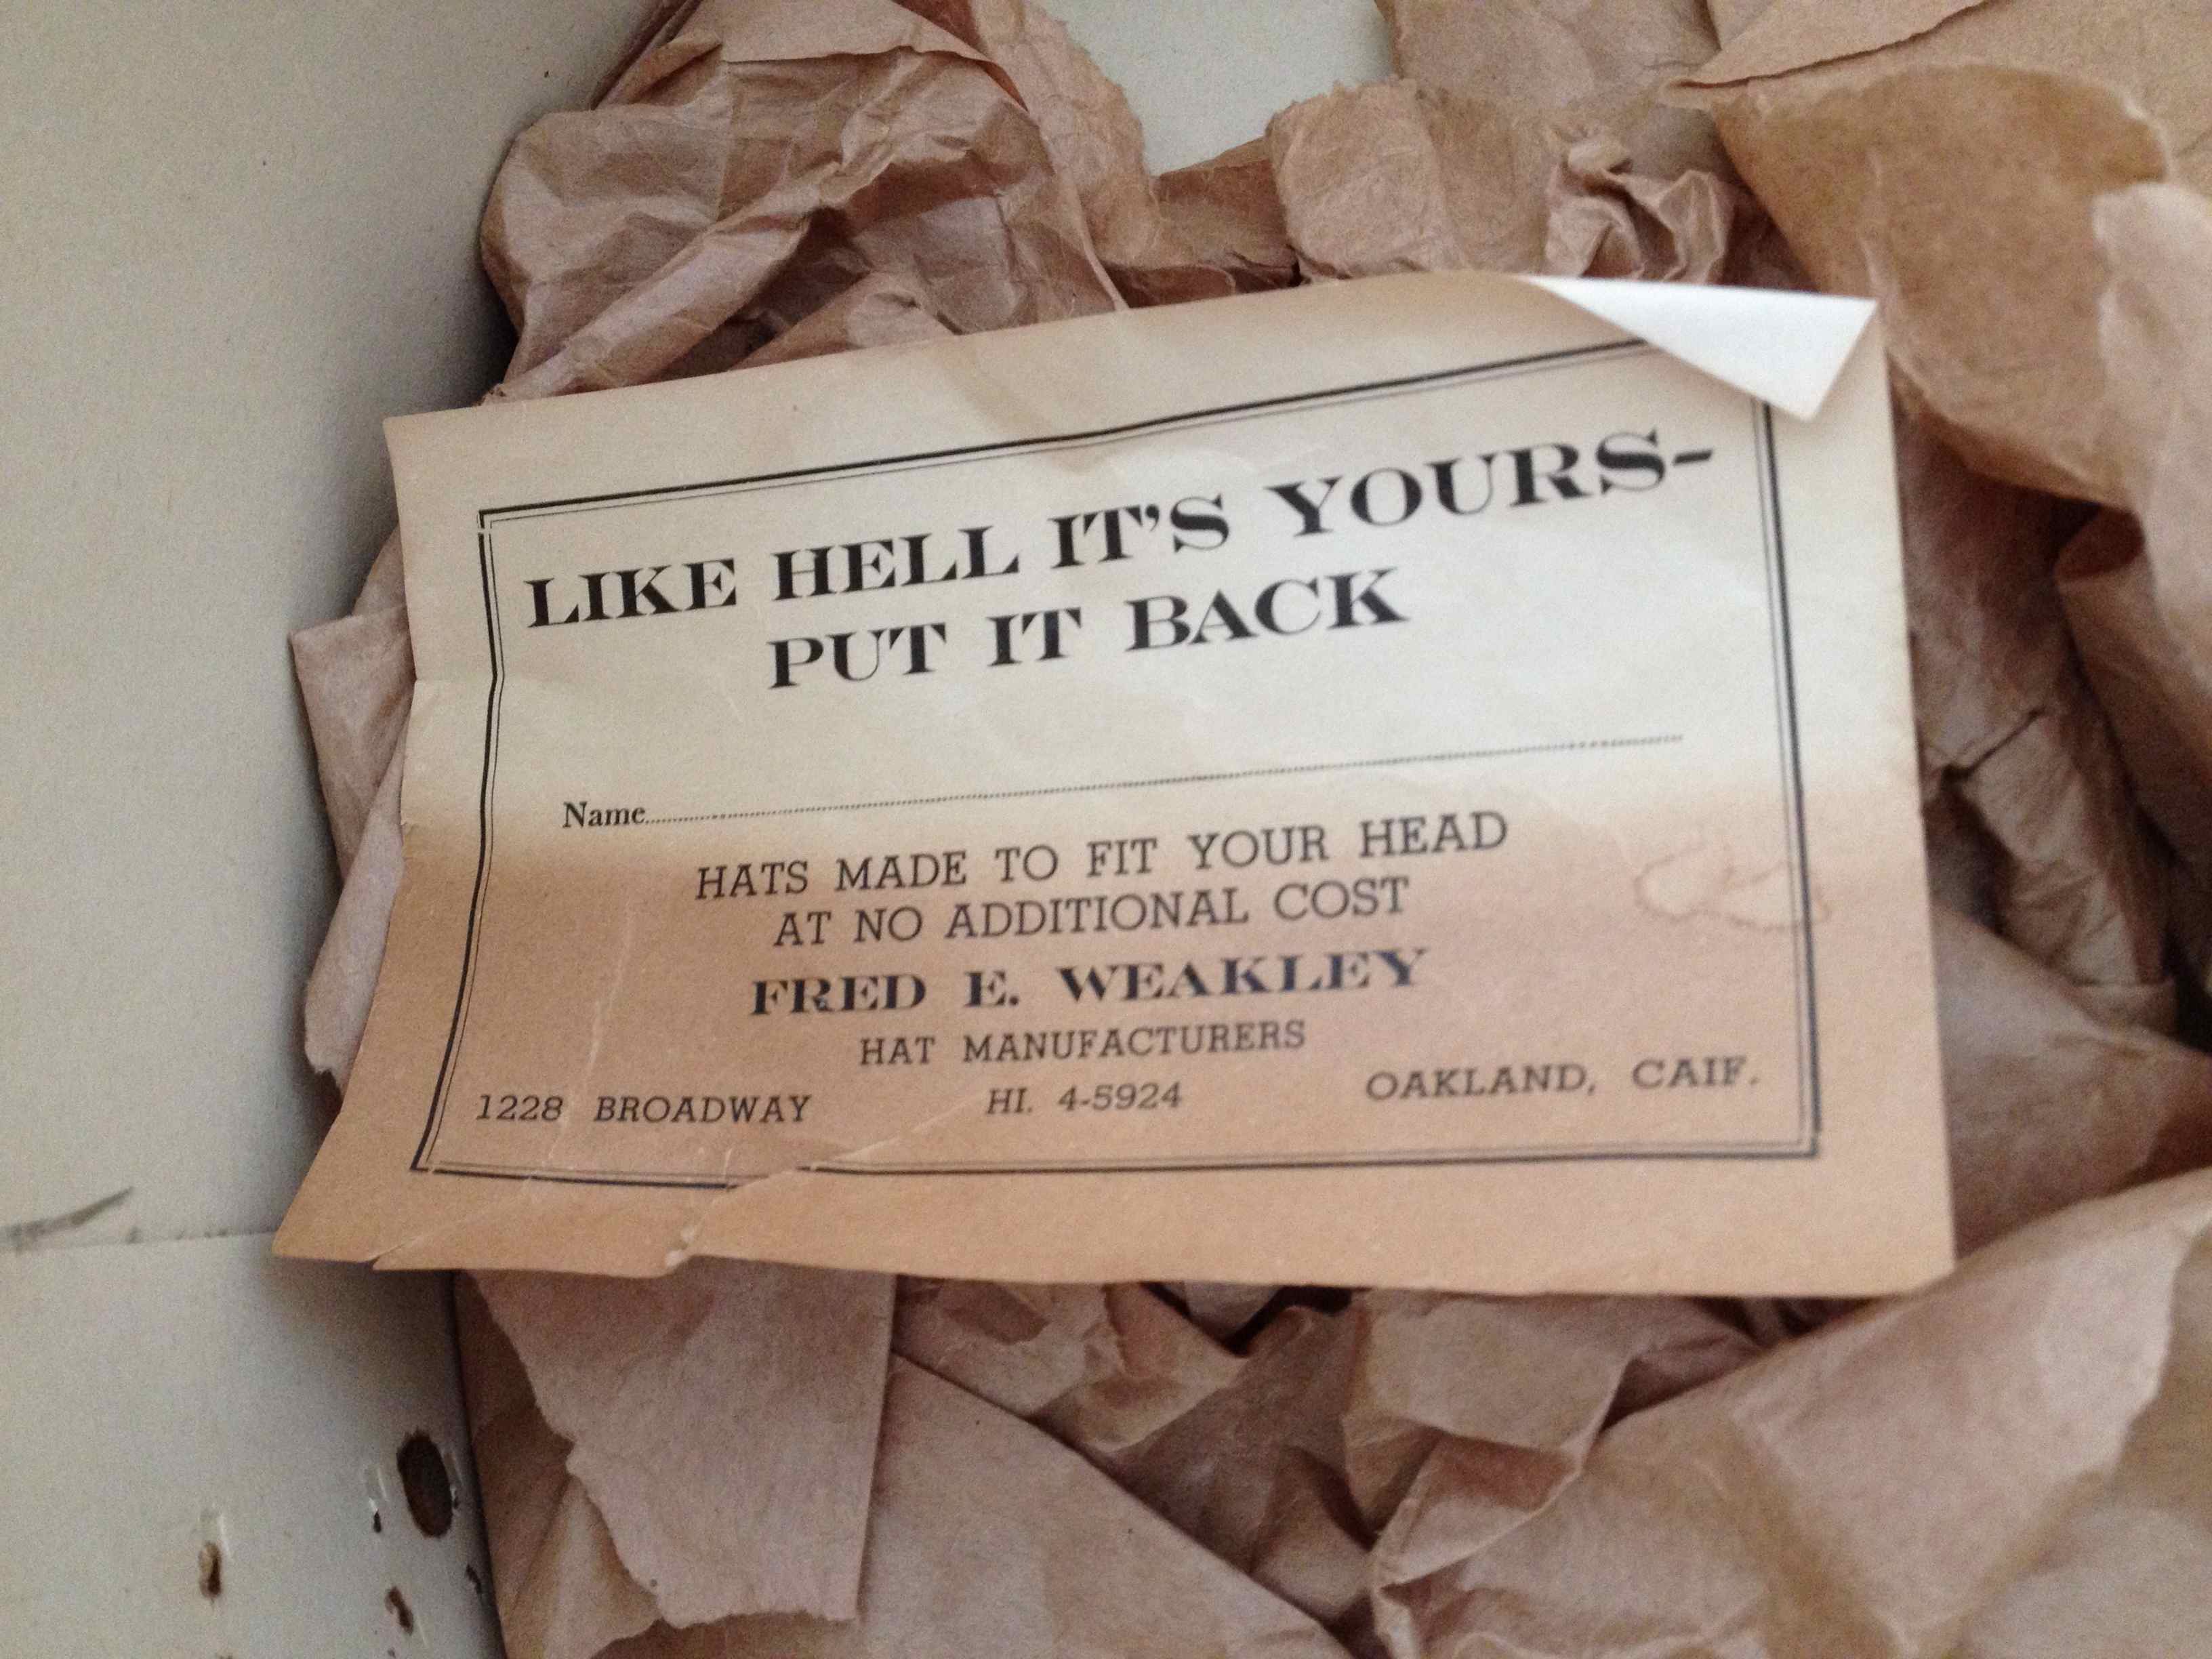 LIKE HELL IT'S YOURS-
PUT IT BACK
Name
HATS MADE TO FIT YOUR HEAD
AT NO ADDITIONAL COST
FRED E. WEAKLEY
HAT MANUFACTURERS
1228 BROADWAY HI. 4-5924 OAKLAND, CAIF.